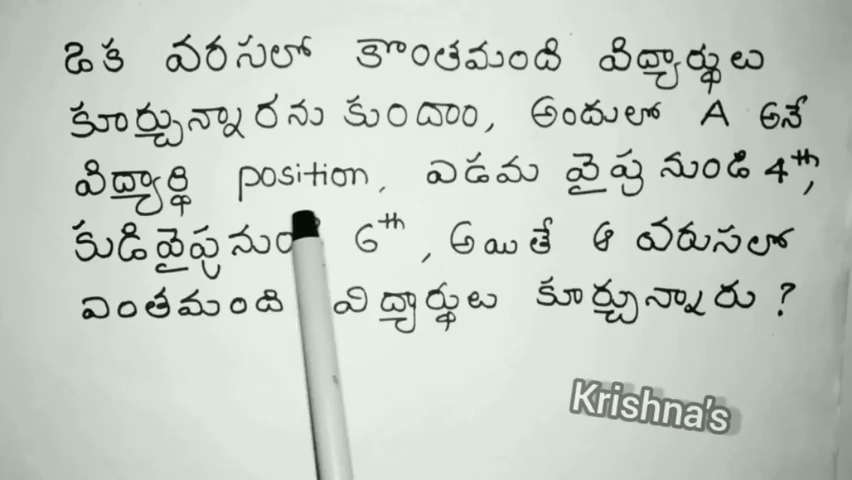 ఒక వరసలో కొంతమంది విద్యార్థులు
కూర్చున్నారను కుందాం, అందులో A అనే
విద్యార్థి position, ఎడమ వైపు నుండి 4th,
కుడివైపు 6th, అయితే ఆ వరుసలో
ఎంతమంది విద్యార్థులు కూర్చున్నారు ?
Krishna's